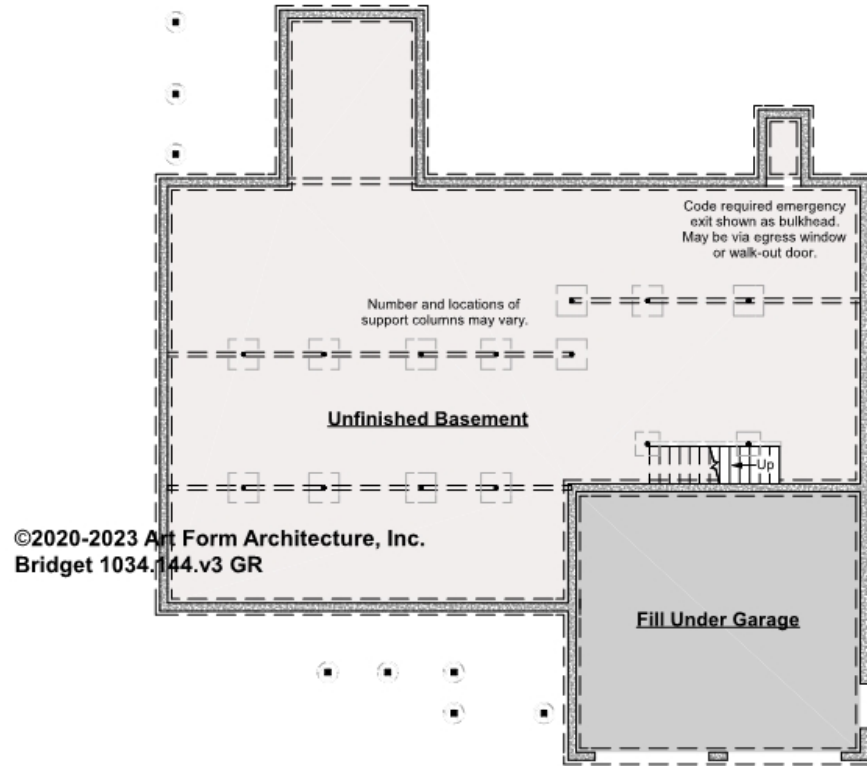 Code required emergency
exit shown as bulkhead.
May be via egress window
or walk-out door.
Number and locations of
support columns may vary.
Unfinished Basement
Up
©2020-2023 Art Form Architecture, Inc.
Bridget 1034.144.v3 GR
Fill Under Garage